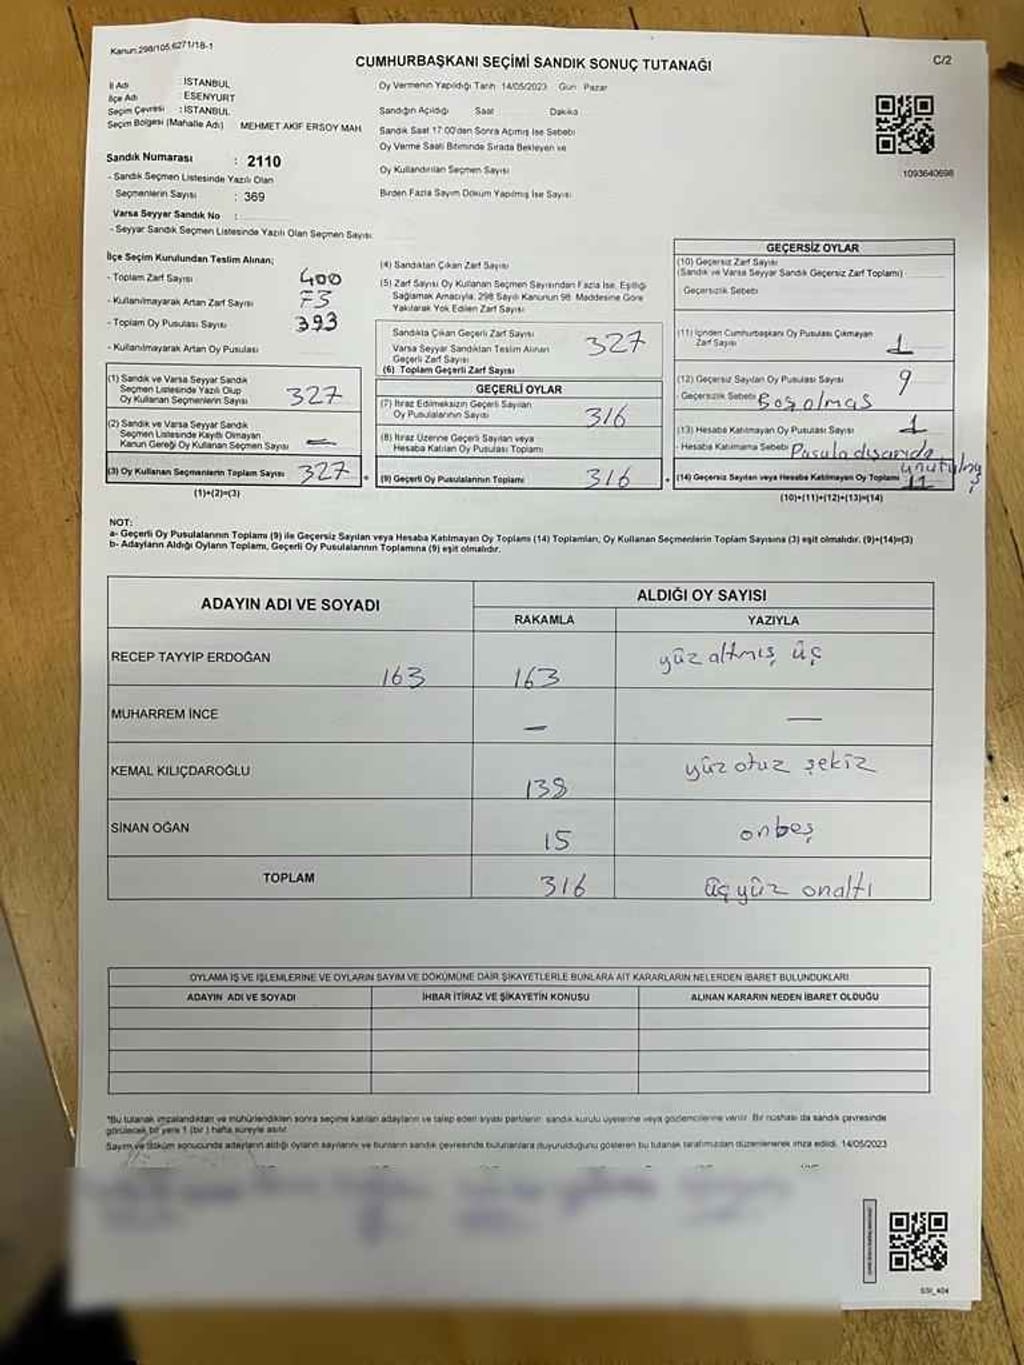 Kanun:298/105,6271/18-1
CUMHURBAŞKANI SEÇİMİ SANDIK SONUÇ TUTANAĞI
C/2
İl Adı İSTANBUL
İlçe Adı ESENYURT
Seçim Çevresi : İSTANBUL
Seçim Bölgesi (Mahalle Adı) MEHMET AKİF ERSOY MAH
Sandık Numarası : 2110
- Sandık Seçmen Listesinde Yazılı Olan
Seçmenlerin Sayısı : 369
Varsa Seyyar Sandık No :
- Seyyar Sandık Seçmen Listesinde Yazılı Olan Seçmen Sayısı
Oy Vermenin Yapıldığı Tarih 14/05/2023 Gün Pazar
Sandığın Açıldığı Saat Dakika
Sandık Saat 17:00'den Sonra Açılmış İse Sebebi
Oy Verme Saati Bitiminde Sırada Bekleyen ve
Oy Kullandırılan Seçmen Sayısı
Birden Fazla Sayım Döküm Yapılmış İse Sayısı
1093640698
İlçe Seçim Kurulundan Teslim Alınan;
- Toplam Zarf Sayısı 400
- Kullanılmayarak Artan Zarf Sayısı 73
- Toplam Oy Pusulası Sayısı 393
- Kullanılmayarak Artan Oy Pusulası
(1) Sandık ve Varsa Seyyar Sandık
Seçmen Listesinde Yazılı Olup
Oy Kullanan Seçmenlerin Sayısı 327
(2) Sandık ve Varsa Seyyar Sandık
Seçmen Listesinde Kayıtlı Olmayan
Kanun Gereği Oy Kullanan Seçmen Sayısı —
(3) Oy Kullanan Seçmenlerin Toplam Sayısı 327
(1)+(2)=(3)
(4) Sandıktan Çıkan Zarf Sayısı
(5) Zarf Sayısı Oy Kullanan Seçmen Sayısından Fazla İse, Eşitliği
Sağlamak Amacıyla, 298 Sayılı Kanunun 98. Maddesine Göre
Yakılarak Yok Edilen Zarf Sayısı
Sandıkta Çıkan Geçerli Zarf Sayısı
Varsa Seyyar Sandıktan Teslim Alınan
Geçerli Zarf Sayısı
(6) Toplam Geçerli Zarf Sayısı 327
GEÇERLİ OYLAR
(7) İtiraz Edilmeksizin Geçerli Sayılan
Oy Pusulalarının Sayısı 316
(8) İtiraz Üzerine Geçerli Sayılan veya
Hesaba Katılan Oy Pusulası Toplamı
(9) Geçerli Oy Pusulalarının Toplamı 316
GEÇERSİZ OYLAR
(10) Geçersiz Zarf Sayısı
(Sandık ve Varsa Seyyar Sandık Geçersiz Zarf Toplamı)
Geçersizlik Sebebi
(11) İçinden Cumhurbaşkanı Oy Pusulası Çıkmayan
Zarf Sayısı 1
(12) Geçersiz Sayılan Oy Pusulası Sayısı 9
- Geçersizlik Sebebi Boş olması
(13) Hesaba Katılmayan Oy Pusulası Sayısı 1
- Hesaba Katılmama Sebebi Pusula dışarıda
unutulmuş
(14) Geçersiz Sayılan veya Hesaba Katılmayan Oy Toplamı 11
(10)+(11)+(12)+(13)=(14)
NOT:
a- Geçerli Oy Pusulalarının Toplamı (9) ile Geçersiz Sayılan veya Hesaba Katılmayan Oy Toplamı (14) Toplamları, Oy Kullanan Seçmenlerin Toplam Sayısına (3) eşit olmalıdır. (9)+(14)=(3)
b- Adayların Aldığı Oyların Toplamı, Geçerli Oy Pusulalarının Toplamına (9) eşit olmalıdır.
ADAYIN ADI VE SOYADI ALDIĞI OY SAYISI
RAKAMLA YAZIYLA
RECEP TAYYIP ERDOĞAN 163 163 yüz altmış üç
MUHARREM İNCE — —
KEMAL KILIÇDAROĞLU 138 yüz otuz şekiz
SİNAN OĞAN 15 onbeş
TOPLAM 316 üçyüz onaltı
OYLAMA İŞ VE İŞLEMLERİNE VE OYLARIN SAYIM VE DÖKÜMÜNE DAİR ŞİKAYETLERLE BUNLARA AİT KARARLARIN NELERDEN İBARET BULUNDUKLARI
ADAYIN ADI VE SOYADI İHBAR İTİRAZ VE ŞİKAYETİN KONUSU ALINAN KARARIN NEDEN İBARET OLDUĞU
*Bu tutanak imzalandıktan ve mühürlendikten sonra seçime katılan adayların ve talep eden siyasi partilerin sandık kurulu üyelerine veya gözlemcilerine verilir. Bir nüshası da sandık çevresinde
görülecek bir yere 1 (bir) hafta süreyle asılır.
Sayım ve döküm sonucunda adayların aldığı oyların sayılarını ve bunların sandık çevresinde bulunanlara duyurulduğunu gösteren bu tutanak tarafımızdan düzenlenerek imza edildi. 14/05/2023
SSI_404